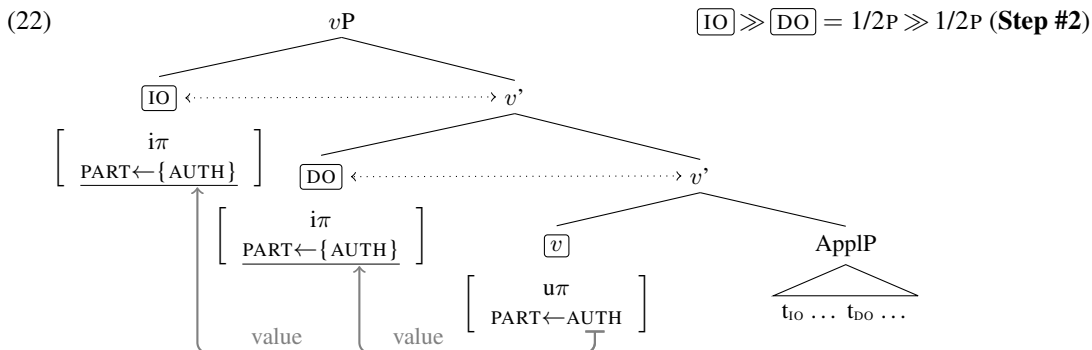 (22) vP IO ≫ DO = 1/2P ≫ 1/2P (Step #2)
IO v’
iπ
PART←{AUTH}
DO v’
iπ
PART←{AUTH}
v ApplP
uπ
PART←AUTH
tIO … tDO …
value value